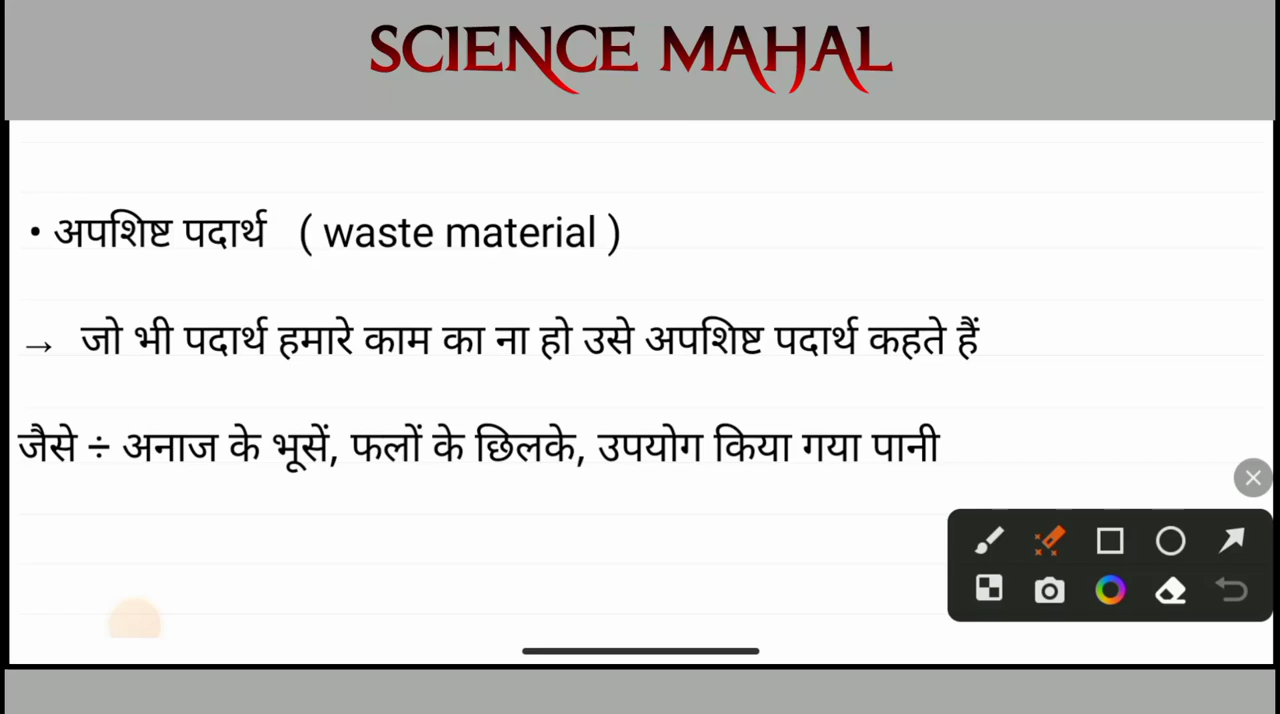 SCIENCE MAHAL
• अपशिष्ट पदार्थ ( waste material )
→ जो भी पदार्थ हमारे काम का ना हो उसे अपशिष्ट पदार्थ कहते हैं
जैसे ÷ अनाज के भूसें, फलों के छिलके, उपयोग किया गया पानी